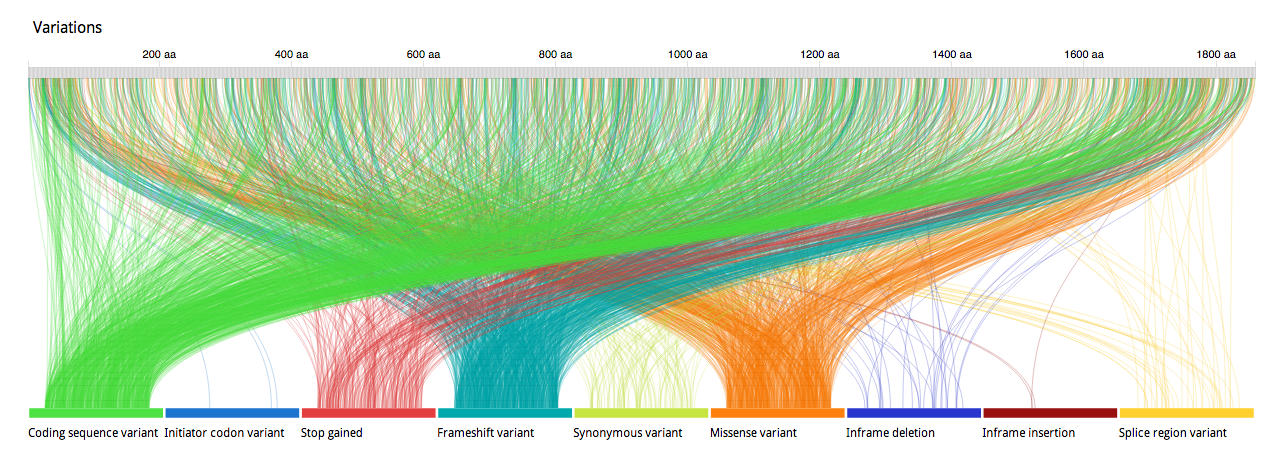 Variations
200 aa 400 aa 600 aa 800 aa 1000 aa 1200 aa 1400 aa 1600 aa 1800 aa
Coding sequence variant Initiator codon variant Stop gained Frameshift variant Synonymous variant Missense variant Inframe deletion Inframe insertion Splice region variant